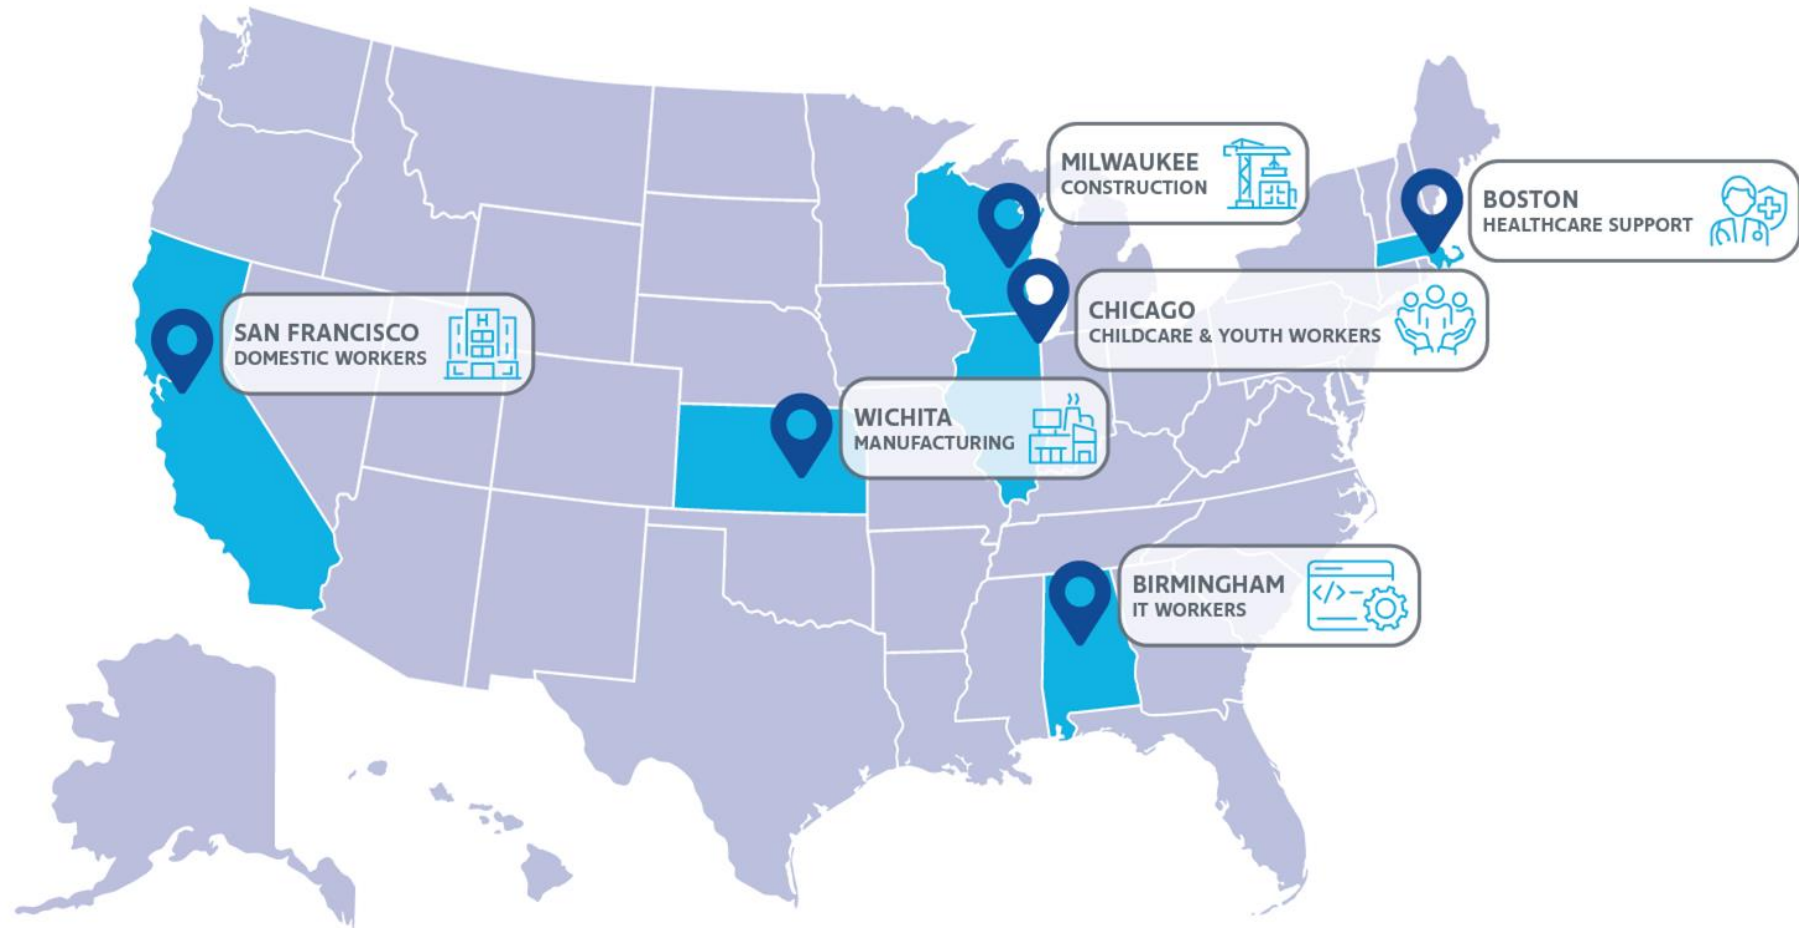 MILWAUKEE
CONSTRUCTION
BOSTON
HEALTHCARE SUPPORT
CHICAGO
CHILDCARE & YOUTH WORKERS
SAN FRANCISCO
DOMESTIC WORKERS
H
WICHITA
MANUFACTURING
BIRMINGHAM
IT WORKERS
</>